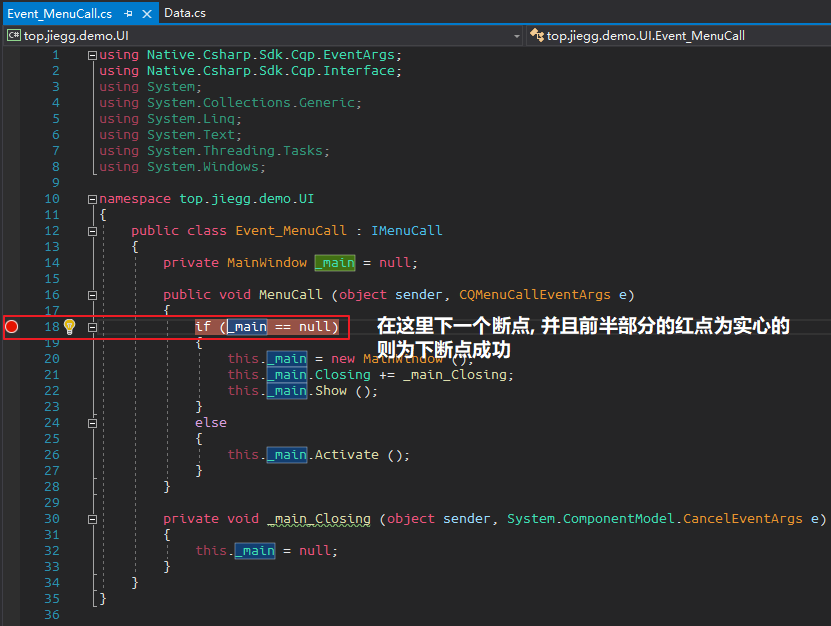 Event_MenuCall.cs Data.cs
C# top.jiegg.demo.UI top.jiegg.demo.UI.Event_MenuCall
1 using Native.Csharp.Sdk.Cqp.EventArgs;
2 using Native.Csharp.Sdk.Cqp.Interface;
3 using System;
4 using System.Collections.Generic;
5 using System.Linq;
6 using System.Text;
7 using System.Threading.Tasks;
8 using System.Windows;
9
10 namespace top.jiegg.demo.UI
11 {
12 public class Event_MenuCall : IMenuCall
13 {
14 private MainWindow _main = null;
15
16 public void MenuCall (object sender, CQMenuCallEventArgs e)
17 {
18 if (_main == null) 在这里下一个断点, 并且前半部分的红点为实心的
则为下断点成功
19 {
20 this._main = new MainWindow ();
21 this._main.Closing += _main_Closing;
22 this._main.Show ();
23 }
24 else
25 {
26 this._main.Activate ();
27 }
28 }
29
30 private void _main_Closing (object sender, System.ComponentModel.CancelEventArgs e)
31 {
32 this._main = null;
33 }
34 }
35 }
36